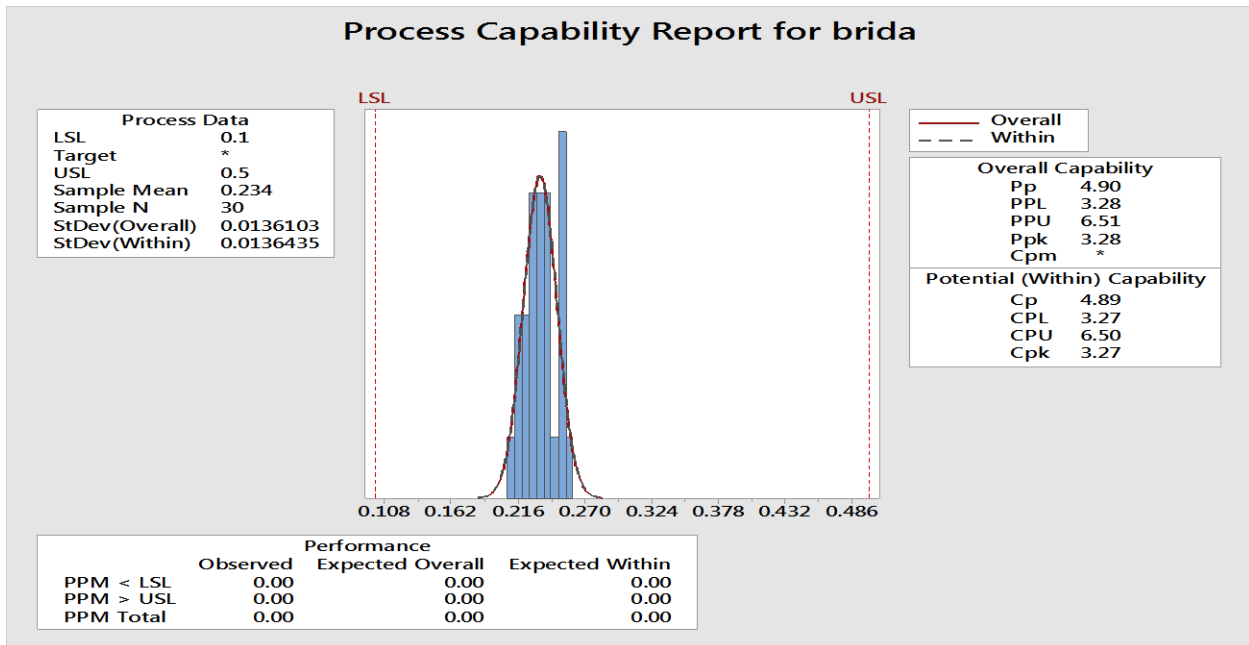 Process Capability Report for brida
LSL
USL
Process Data
LSL 0.1
Target *
USL 0.5
Sample Mean 0.234
Sample N 30
StDev(Overall) 0.0136103
StDev(Within) 0.0136435
Overall
Within
Overall Capability
Pp 4.90
PPL 3.28
PPU 6.51
Ppk 3.28
Cpm *
Potential (Within) Capability
Cp 4.89
CPL 3.27
CPU 6.50
Cpk 3.27
0.108 0.162 0.216 0.270 0.324 0.378 0.432 0.486
Performance
Observed Expected Overall Expected Within
PPM < LSL 0.00 0.00 0.00
PPM > USL 0.00 0.00 0.00
PPM Total 0.00 0.00 0.00